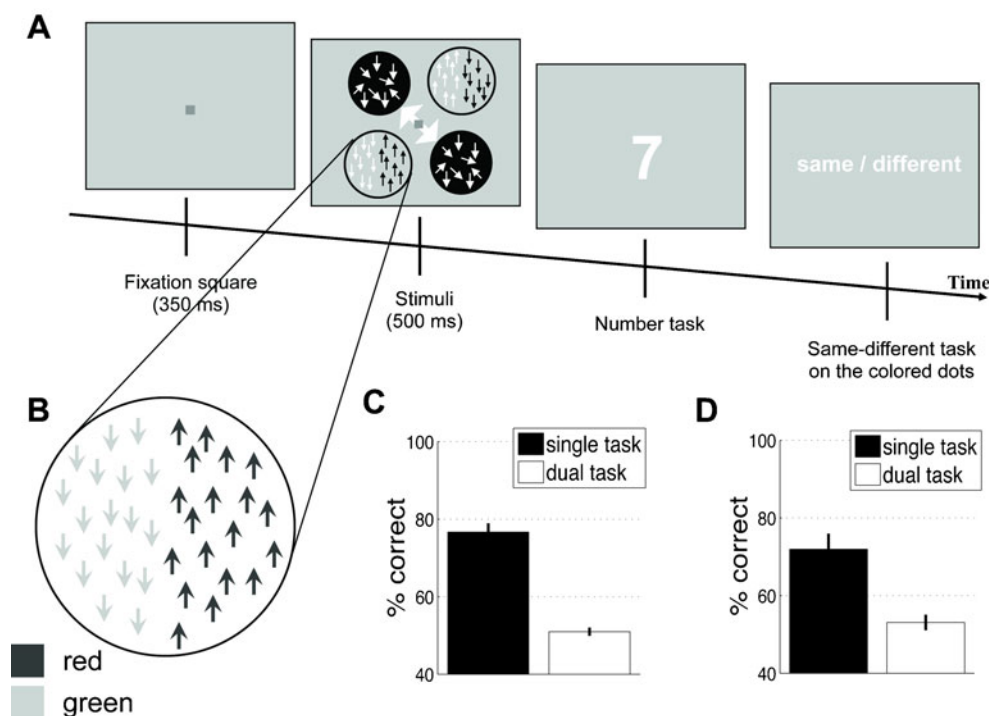 A
7
same / different
Fixation square
(350 ms)
Stimuli
(500 ms)
Number task
Time
Same-different task
on the colored dots
B
red
green
C
100
80
60
40
% correct
single task
dual task
D
100
80
60
40
% correct
single task
dual task